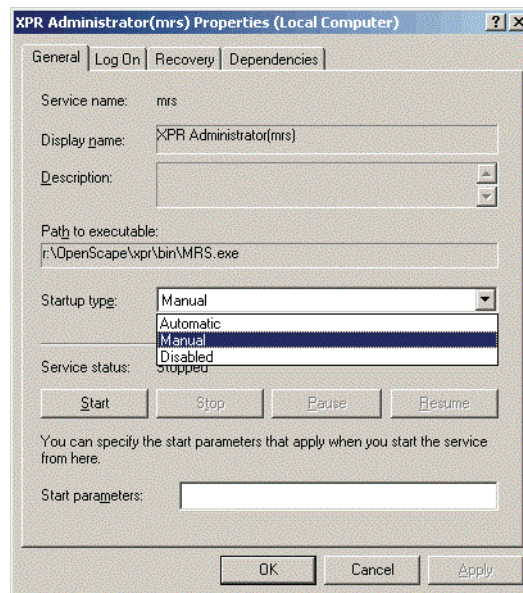 XPR Administrator(mrs) Properties (Local Computer)
General Log On Recovery Dependencies
Service name: mrs
Display name: XPR Administrator(mrs)
Description:
Path to executable:
r:\OpenScape\xpr\bin\MRS.exe
Startup type: Manual
Automatic
Manual
Disabled
Service status: Stopped
Start Stop Pause Resume
You can specify the start parameters that apply when you start the service
from here.
Start parameters:
OK Cancel Apply